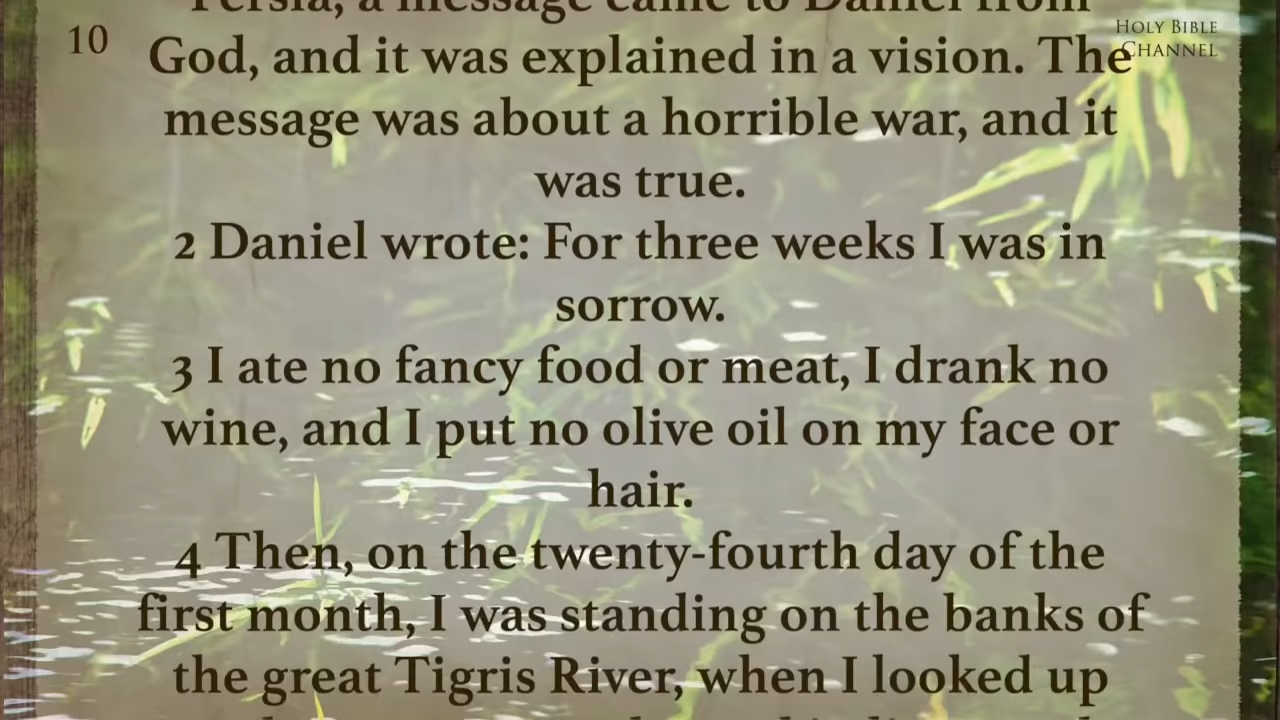 Persia, a message came to Daniel from
HOLY BIBLE
CHANNEL
10
God, and it was explained in a vision. The
message was about a horrible war, and it
was true.
2 Daniel wrote: For three weeks I was in
sorrow.
3 I ate no fancy food or meat, I drank no
wine, and I put no olive oil on my face or
hair.
4 Then, on the twenty-fourth day of the
first month, I was standing on the banks of
the great Tigris River, when I looked up